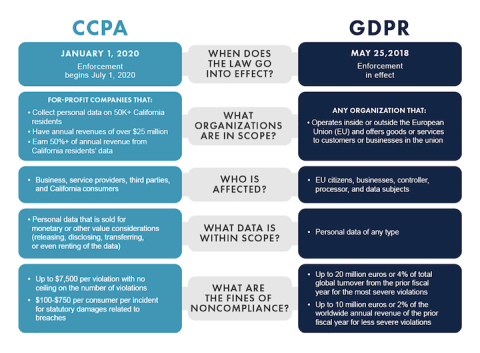 CCPA
GDPR
JANUARY 1, 2020
Enforcement
begins July 1, 2020
WHEN DOES
THE LAW GO
INTO EFFECT?
MAY 25,2018
Enforcement
in effect
FOR-PROFIT COMPANIES THAT:
• Collect personal data on 50K+ California
residents
• Have annual revenues of over $25 million
• Earn 50%+ of annual revenue from
California residents' data
WHAT
ORGANIZATIONS
ARE IN SCOPE?
ANY ORGANIZATION THAT:
• Operates inside or outside the European
Union (EU) and offers goods or services
to customers or businesses in the union
• Business, service providers, third parties,
and California consumers
WHO IS
AFFECTED?
• EU citizens, businesses, controller,
processor, and data subjects
• Personal data that is sold for
monetary or other value considerations
(releasing, disclosing, transferring,
or even renting of the data)
WHAT DATA IS
WITHIN SCOPE?
• Personal data of any type
• Up to $7,500 per violation with no
ceiling on the number of violations
• $100-$750 per consumer per incident
for statutory damages related to
breaches
WHAT ARE
THE FINES OF
NONCOMPLIANCE?
• Up to 20 million euros or 4% of total
global turnover from the prior fiscal
year for the most severe violations
• Up to 10 million euros or 2% of the
worldwide annual revenue of the prior
fiscal year for less severe violations